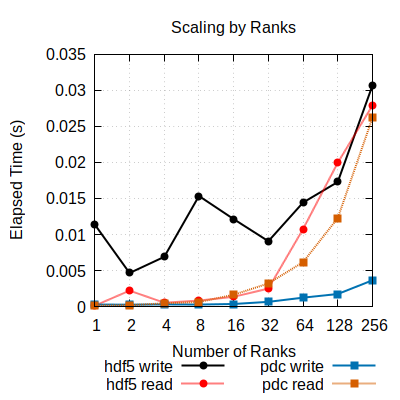 Scaling by Ranks
0.035
0.03
0.025
0.02
0.015
0.01
0.005
0
Elapsed Time (s)
1 2 4 8 16 32 64 128 256
Number of Ranks
hdf5 write pdc write
hdf5 read pdc read